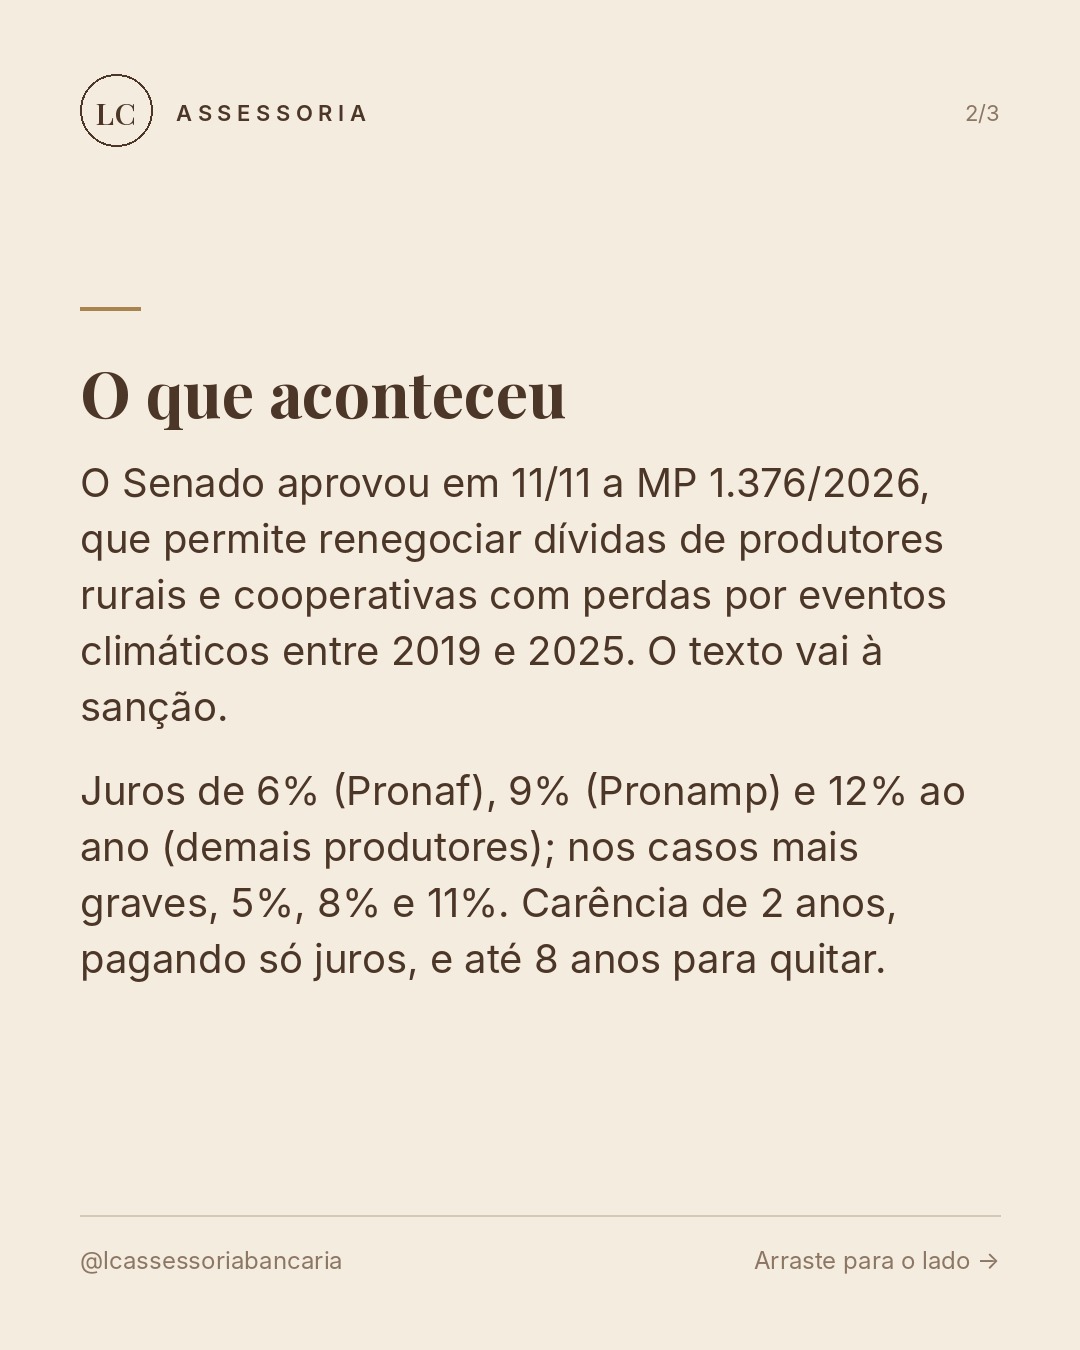 LC ASSESSORIA
2/3
O que aconteceu
O Senado aprovou em 11/11 a MP 1.376/2026,
que permite renegociar dívidas de produtores
rurais e cooperativas com perdas por eventos
climáticos entre 2019 e 2025. O texto vai à
sanção.
Juros de 6% (Pronaf), 9% (Pronamp) e 12% ao
ano (demais produtores); nos casos mais
graves, 5%, 8% e 11%. Carência de 2 anos,
pagando só juros, e até 8 anos para quitar.
@lcassessoriabancaria
Arraste para o lado →